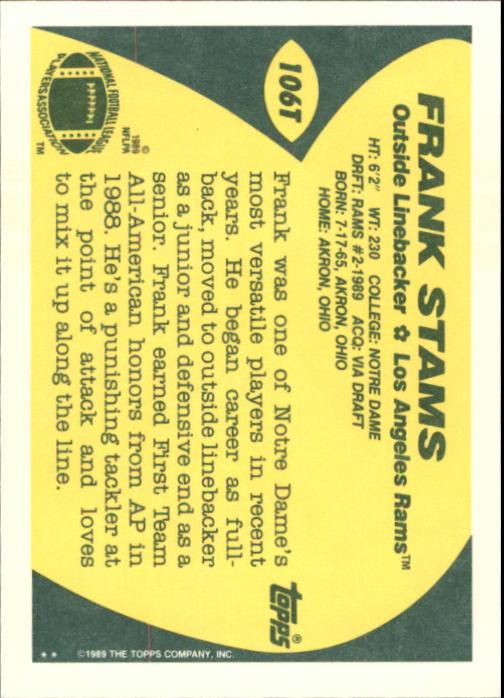 106T
FRANK STAMS
Outside Linebacker ✿ Los Angeles Rams™
HT: 6'2" WT: 230 COLLEGE: NOTRE DAME
DRFT: RAMS #2-1989 ACQ: VIA DRAFT
BORN: 7-17-65, AKRON, OHIO
HOME: AKRON, OHIO
Frank was one of Notre Dame's
most versatile players in recent
years. He began career as full-
back, moved to outside linebacker
as a junior and defensive end as a
senior. Frank earned First Team
All-American honors from AP in
1988. He's a punishing tackler at
the point of attack and loves
to mix it up along the line.
NATIONAL FOOTBALL LEAGUE
PLAYERS ASSOCIATION
™
©
1989
NFLPA
topps®
©1989 THE TOPPS COMPANY, INC.
**